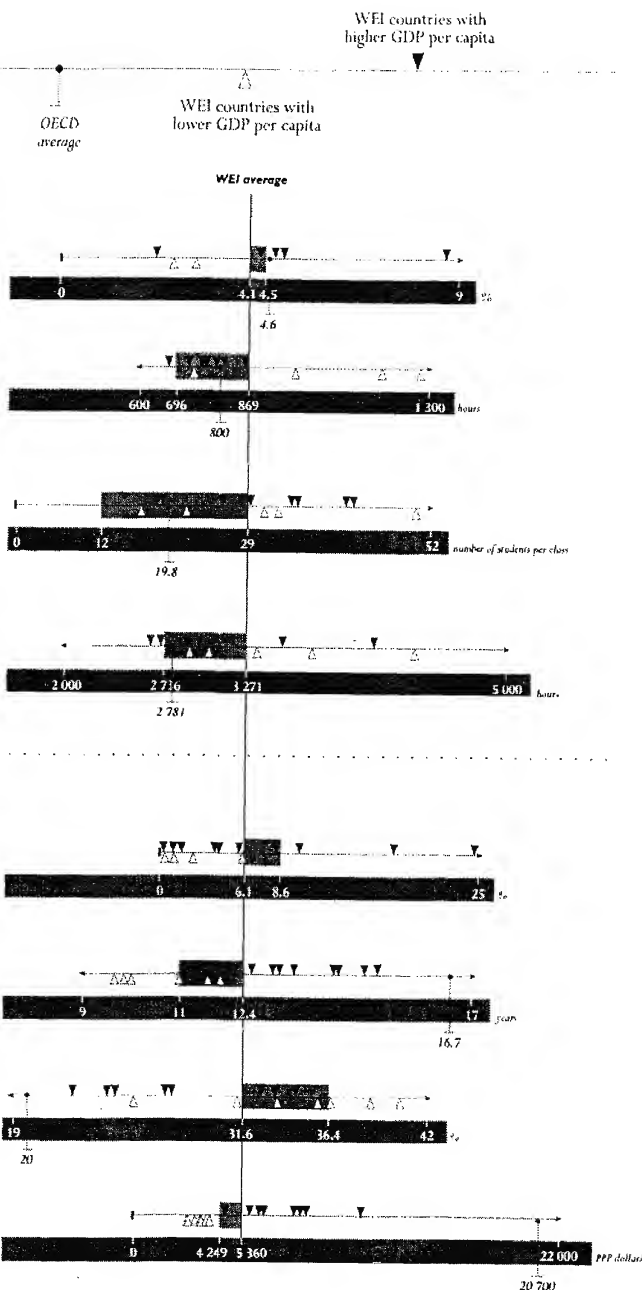 WEI countries with
higher GDP per capita
OECD
average
WEI countries with
lower GDP per capita
WEI average
0 4.1 4.5 9 %
4.6
600 696 869 1 300 hours
800
0 12 29 52 number of students per class
19.8
2 000 2 716 3 271 5 000 hours
2 781
0 6.1 8.6 25 %
9 11 12.4 17 years
16.7
19 31.6 36.4 42 %
20
0 4 249 5 360 22 000 PPP dollars
20 700